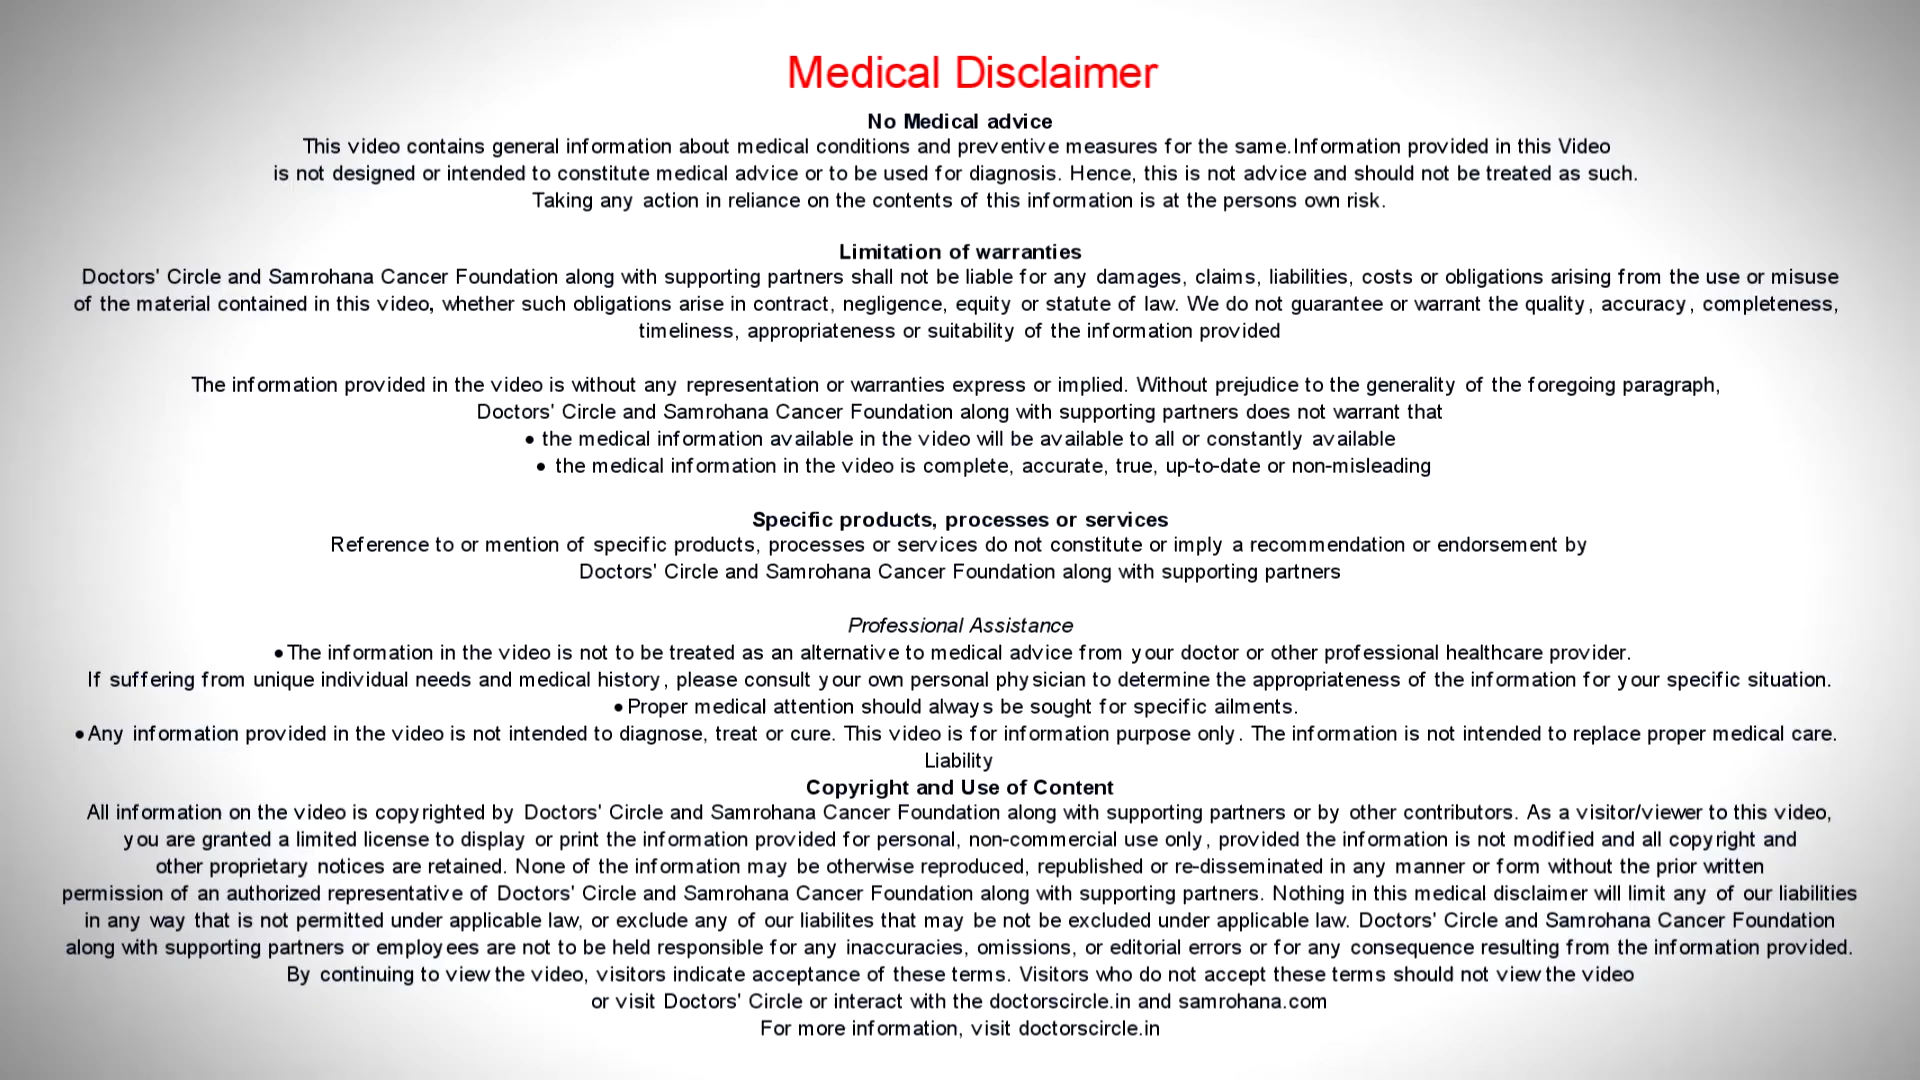 Medical Disclaimer
No Medical advice
This video contains general information about medical conditions and preventive measures for the same.Information provided in this Video
is not designed or intended to constitute medical advice or to be used for diagnosis. Hence, this is not advice and should not be treated as such.
Taking any action in reliance on the contents of this information is at the persons own risk.
Limitation of warranties
Doctors' Circle and Samrohana Cancer Foundation along with supporting partners shall not be liable for any damages, claims, liabilities, costs or obligations arising from the use or misuse
of the material contained in this video, whether such obligations arise in contract, negligence, equity or statute of law. We do not guarantee or warrant the quality, accuracy, completeness,
timeliness, appropriateness or suitability of the information provided
The information provided in the video is without any representation or warranties express or implied. Without prejudice to the generality of the foregoing paragraph,
Doctors' Circle and Samrohana Cancer Foundation along with supporting partners does not warrant that
• the medical information available in the video will be available to all or constantly available
• the medical information in the video is complete, accurate, true, up-to-date or non-misleading
Specific products, processes or services
Reference to or mention of specific products, processes or services do not constitute or imply a recommendation or endorsement by
Doctors' Circle and Samrohana Cancer Foundation along with supporting partners
Professional Assistance
•The information in the video is not to be treated as an alternative to medical advice from your doctor or other professional healthcare provider.
If suffering from unique individual needs and medical history, please consult your own personal physician to determine the appropriateness of the information for your specific situation.
•Proper medical attention should always be sought for specific ailments.
•Any information provided in the video is not intended to diagnose, treat or cure. This video is for information purpose only. The information is not intended to replace proper medical care.
Liability
Copyright and Use of Content
All information on the video is copyrighted by Doctors' Circle and Samrohana Cancer Foundation along with supporting partners or by other contributors. As a visitor/viewer to this video,
you are granted a limited license to display or print the information provided for personal, non-commercial use only, provided the information is not modified and all copyright and
other proprietary notices are retained. None of the information may be otherwise reproduced, republished or re-disseminated in any manner or form without the prior written
permission of an authorized representative of Doctors' Circle and Samrohana Cancer Foundation along with supporting partners. Nothing in this medical disclaimer will limit any of our liabilities
in any way that is not permitted under applicable law, or exclude any of our liabilites that may be not be excluded under applicable law. Doctors' Circle and Samrohana Cancer Foundation
along with supporting partners or employees are not to be held responsible for any inaccuracies, omissions, or editorial errors or for any consequence resulting from the information provided.
By continuing to view the video, visitors indicate acceptance of these terms. Visitors who do not accept these terms should not view the video
or visit Doctors' Circle or interact with the doctorscircle.in and samrohana.com
For more information, visit doctorscircle.in